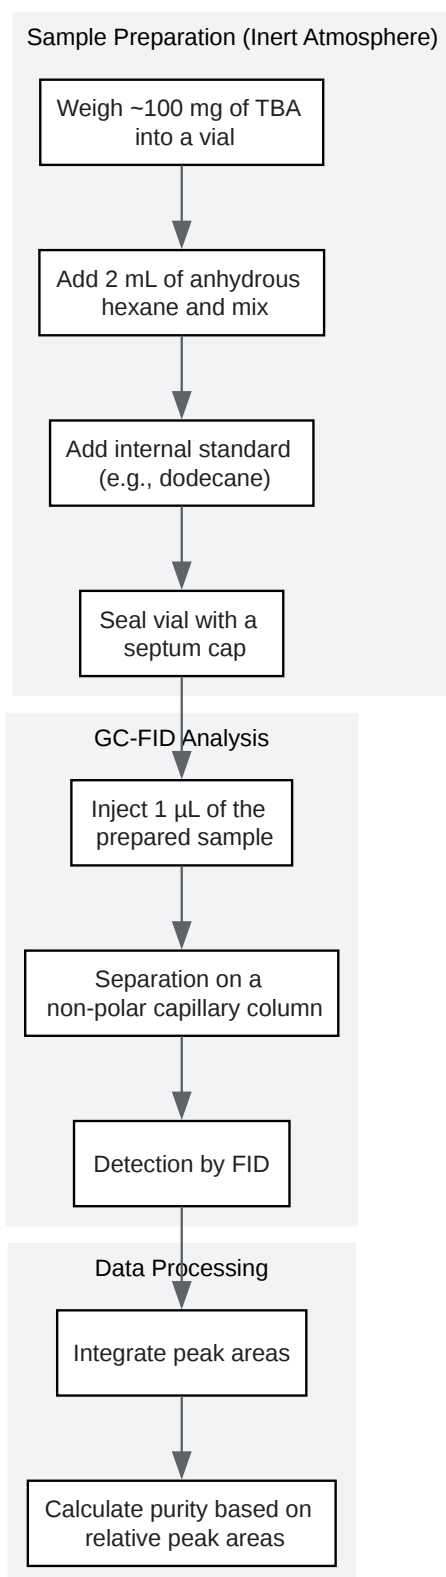 Sample Preparation (Inert Atmosphere)
Weigh ~100 mg of TBA
into a vial
Add 2 mL of anhydrous
hexane and mix
Add internal standard
(e.g., dodecane)
Seal vial with a
septum cap
GC-FID Analysis
Inject 1 µL of the
prepared sample
Separation on a
non-polar capillary column
Detection by FID
Data Processing
Integrate peak areas
Calculate purity based on
relative peak areas